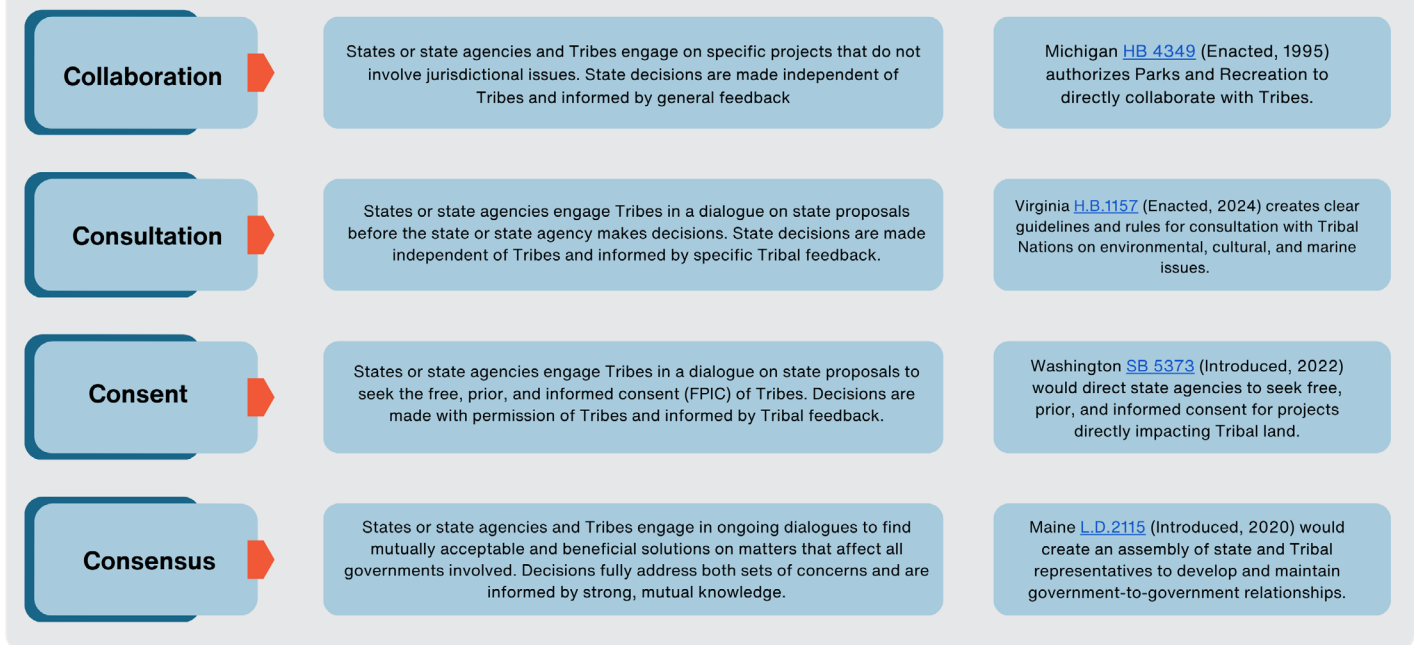 Collaboration
States or state agencies and Tribes engage on specific projects that do not
involve jurisdictional issues. State decisions are made independent of
Tribes and informed by general feedback
Michigan HB 4349 (Enacted, 1995)
authorizes Parks and Recreation to
directly collaborate with Tribes.
Consultation
States or state agencies engage Tribes in a dialogue on state proposals
before the state or state agency makes decisions. State decisions are made
independent of Tribes and informed by specific Tribal feedback.
Virginia H.B.1157 (Enacted, 2024) creates clear
guidelines and rules for consultation with Tribal
Nations on environmental, cultural, and marine
issues.
Consent
States or state agencies engage Tribes in a dialogue on state proposals to
seek the free, prior, and informed consent (FPIC) of Tribes. Decisions are
made with permission of Tribes and informed by Tribal feedback.
Washington SB 5373 (Introduced, 2022)
would direct state agencies to seek free,
prior, and informed consent for projects
directly impacting Tribal land.
Consensus
States or state agencies and Tribes engage in ongoing dialogues to find
mutually acceptable and beneficial solutions on matters that affect all
governments involved. Decisions fully address both sets of concerns and are
informed by strong, mutual knowledge.
Maine L.D.2115 (Introduced, 2020) would
create an assembly of state and Tribal
representatives to develop and maintain
government-to-government relationships.